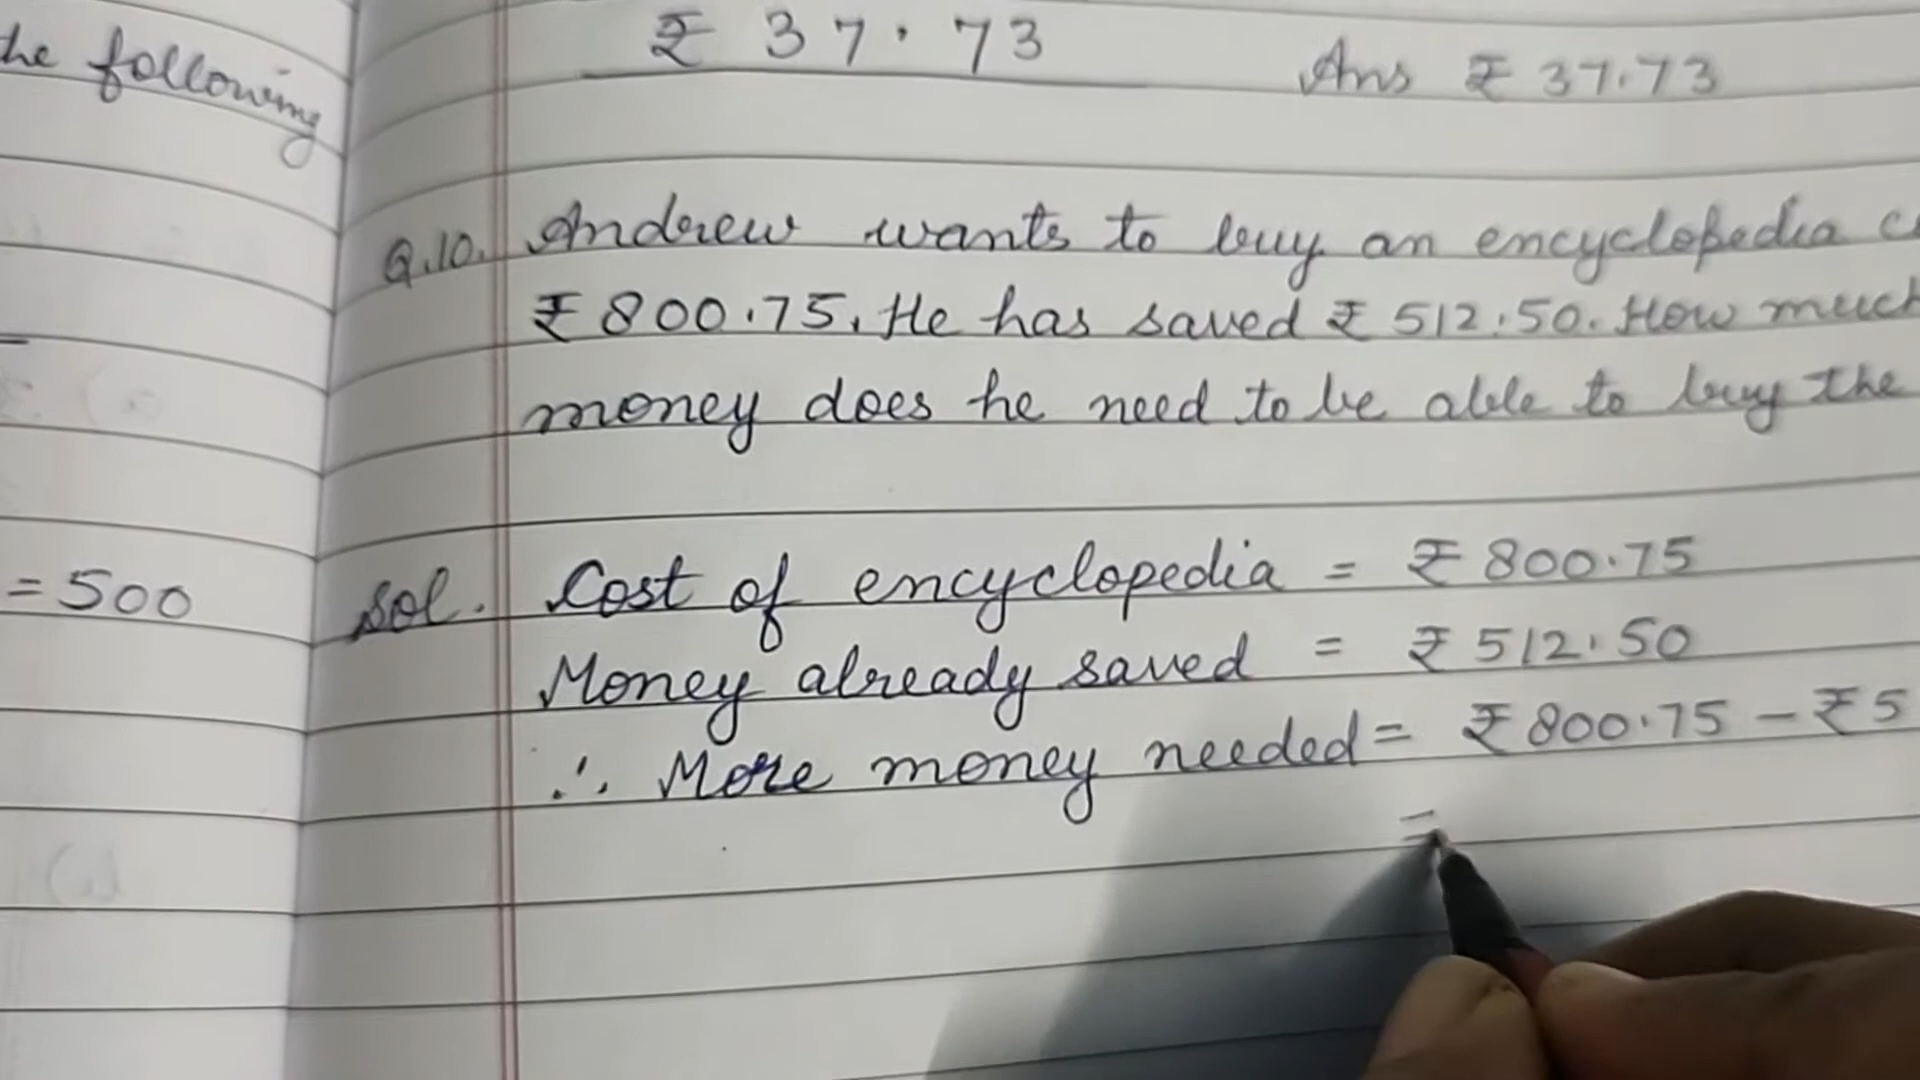 he following
= 500
₹ 37.73
Ans ₹ 37.73
Q.10. Andrew wants to buy an encyclopedia
₹ 800.75. He has saved ₹ 512.50. How much
money does he need to be able to buy the
Sol. Cost of encyclopedia = ₹ 800.75
Money already saved = ₹ 512.50
∴ More money needed = ₹ 800.75 - ₹ 5
=